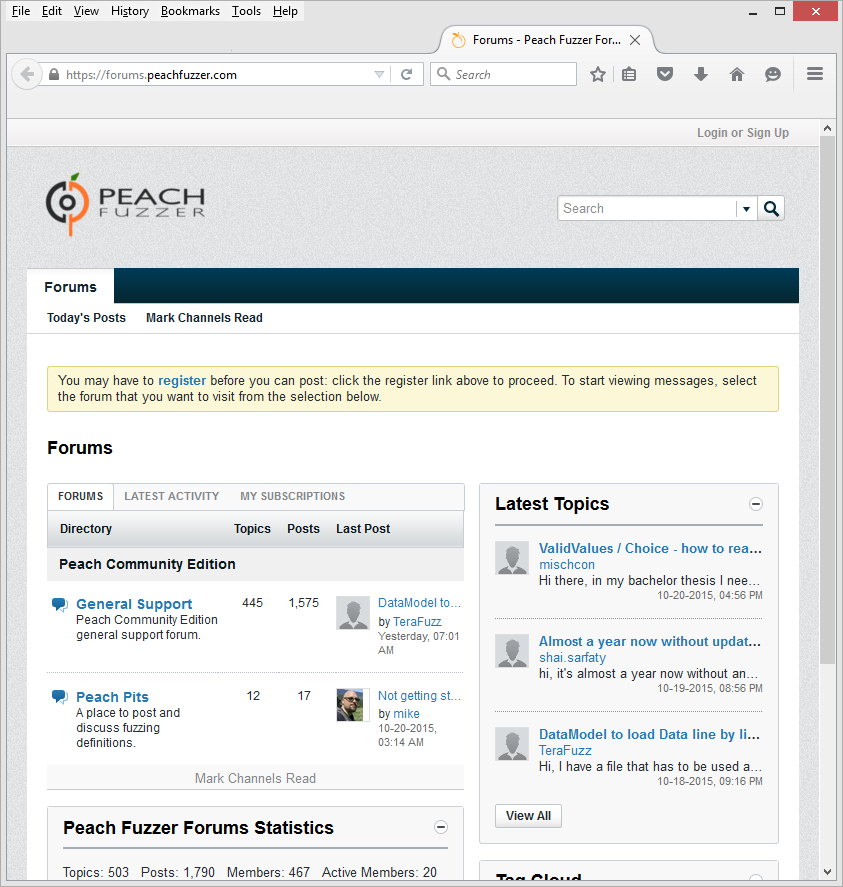 File Edit View History Bookmarks Tools Help
Forums - Peach Fuzzer For...
https://forums.peachfuzzer.com
Search
Login or Sign Up
PEACH
FUZZER
Search
Forums
Today's Posts Mark Channels Read
You may have to register before you can post: click the register link above to proceed. To start viewing messages, select
the forum that you want to visit from the selection below.
Forums
FORUMS LATEST ACTIVITY MY SUBSCRIPTIONS
Directory Topics Posts Last Post
Peach Community Edition
General Support 445 1,575 DataModel to...
Peach Community Edition
general support forum.
by TeraFuzz
Yesterday, 07:01
AM
Peach Pits 12 17 Not getting st...
A place to post and
discuss fuzzing
definitions.
by mike
10-20-2015,
03:14 AM
Mark Channels Read
Peach Fuzzer Forums Statistics
Topics: 503 Posts: 1,790 Members: 467 Active Members: 20
Latest Topics
ValidValues / Choice - how to rea...
mischcon
Hi there, in my bachelor thesis I nee...
10-20-2015, 04:56 PM
Almost a year now without updat...
shai.sarfaty
hi, it's almost a year now without an...
10-19-2015, 08:56 PM
DataModel to load Data line by li...
TeraFuzz
Hi, I have a file that has to be used a...
10-18-2015, 09:16 PM
View All
Tag Cloud